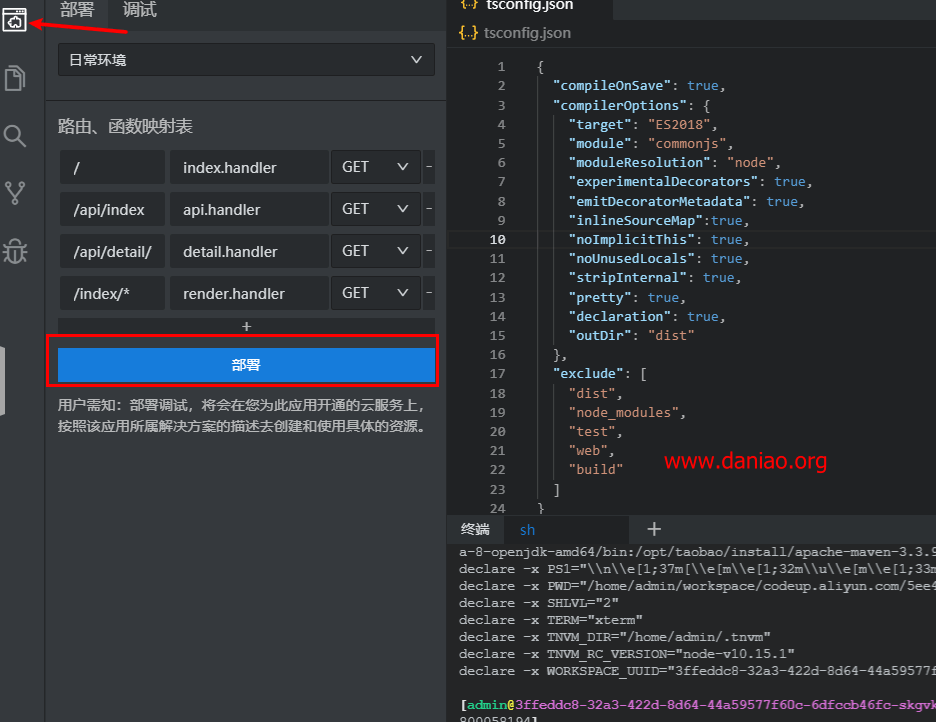 部署 调试
日常环境
路由、函数映射表
/ index.handler GET -
/api/index api.handler GET -
/api/detail/ detail.handler GET -
/index/* render.handler GET -
+
部署
用户需知：部署调试，将会在您为此应用开通的云服务上，
按照该应用所属解决方案的描述去创建和使用具体的资源。
{..} tsconfig.json
{..} tsconfig.json
1 {
2 "compileOnSave": true,
3 "compilerOptions": {
4 "target": "ES2018",
5 "module": "commonjs",
6 "moduleResolution": "node",
7 "experimentalDecorators": true,
8 "emitDecoratorMetadata": true,
9 "inlineSourceMap":true,
10 "noImplicitThis": true,
11 "noUnusedLocals": true,
12 "stripInternal": true,
13 "pretty": true,
14 "declaration": true,
15 "outDir": "dist"
16 },
17 "exclude": [
18 "dist",
19 "node_modules",
20 "test",
21 "web",
22 "build"
23 ]
24 }
www.daniao.org
终端 sh +
a-8-openjdk-amd64/bin:/opt/taobao/install/apache-maven-3.3.9
declare -x PS1="\\n\\e[1;37m[\\e[m\\e[1;32m\\u\\e[m\\e[1;33m
declare -x PWD="/home/admin/workspace/codeup.aliyun.com/5ee4
declare -x SHLVL="2"
declare -x TERM="xterm"
declare -x TNVM_DIR="/home/admin/.tnvm"
declare -x TNVM_RC_VERSION="node-v10.15.1"
declare -x WORKSPACE_UUID="3ffeddc8-32a3-422d-8d64-44a59577f
[admin@3ffeddc8-32a3-422d-8d64-44a59577f60c-6dfccb46fc-skgvk
800058194]